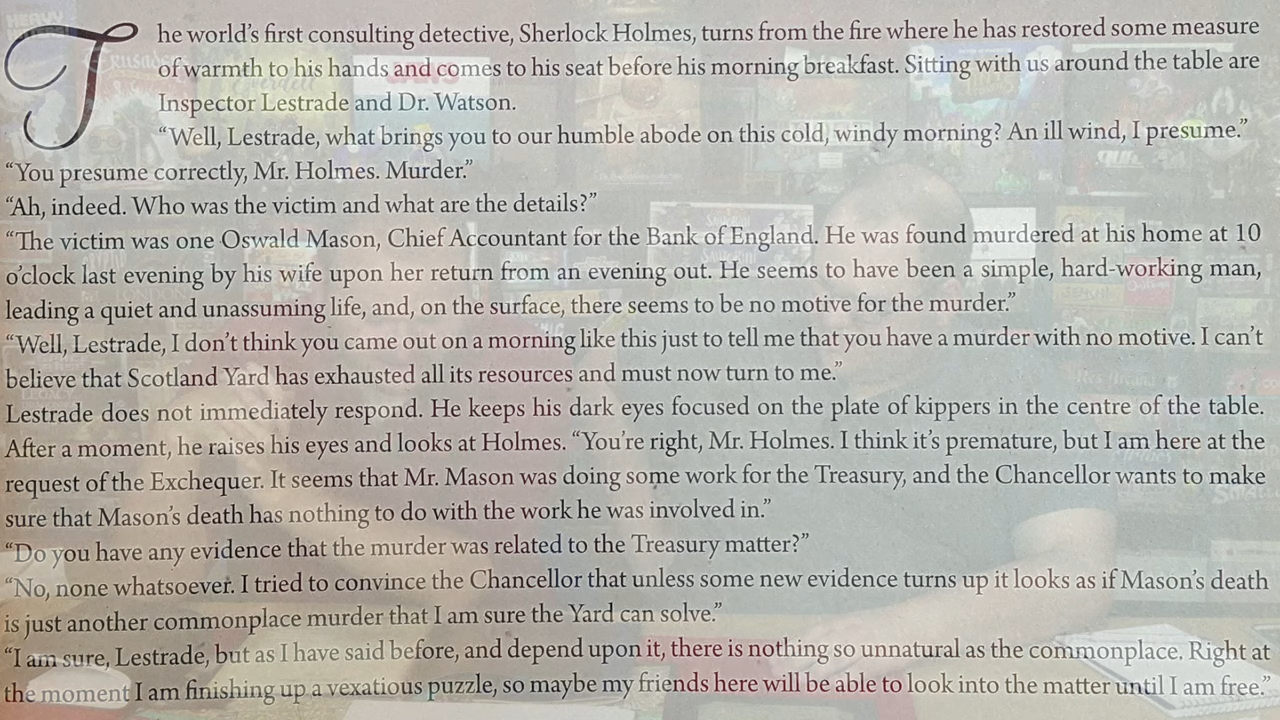 The world's first consulting detective, Sherlock Holmes, turns from the fire where he has restored some measure
of warmth to his hands and comes to his seat before his morning breakfast. Sitting with us around the table are
Inspector Lestrade and Dr. Watson.
“Well, Lestrade, what brings you to our humble abode on this cold, windy morning? An ill wind, I presume.”
“You presume correctly, Mr. Holmes. Murder.”
“Ah, indeed. Who was the victim and what are the details?”
“The victim was one Oswald Mason, Chief Accountant for the Bank of England. He was found murdered at his home at 10
o'clock last evening by his wife upon her return from an evening out. He seems to have been a simple, hard-working man,
leading a quiet and unassuming life, and, on the surface, there seems to be no motive for the murder.”
“Well, Lestrade, I don't think you came out on a morning like this just to tell me that you have a murder with no motive. I can't
believe that Scotland Yard has exhausted all its resources and must now turn to me.”
Lestrade does not immediately respond. He keeps his dark eyes focused on the plate of kippers in the centre of the table.
After a moment, he raises his eyes and looks at Holmes. “You're right, Mr. Holmes. I think it's premature, but I am here at the
request of the Exchequer. It seems that Mr. Mason was doing some work for the Treasury, and the Chancellor wants to make
sure that Mason's death has nothing to do with the work he was involved in.”
“Do you have any evidence that the murder was related to the Treasury matter?”
“No, none whatsoever. I tried to convince the Chancellor that unless some new evidence turns up it looks as if Mason's death
is just another commonplace murder that I am sure the Yard can solve.”
“I am sure, Lestrade, but as I have said before, and depend upon it, there is nothing so unnatural as the commonplace. Right at
the moment I am finishing up a vexatious puzzle, so maybe my friends here will be able to look into the matter until I am free.”